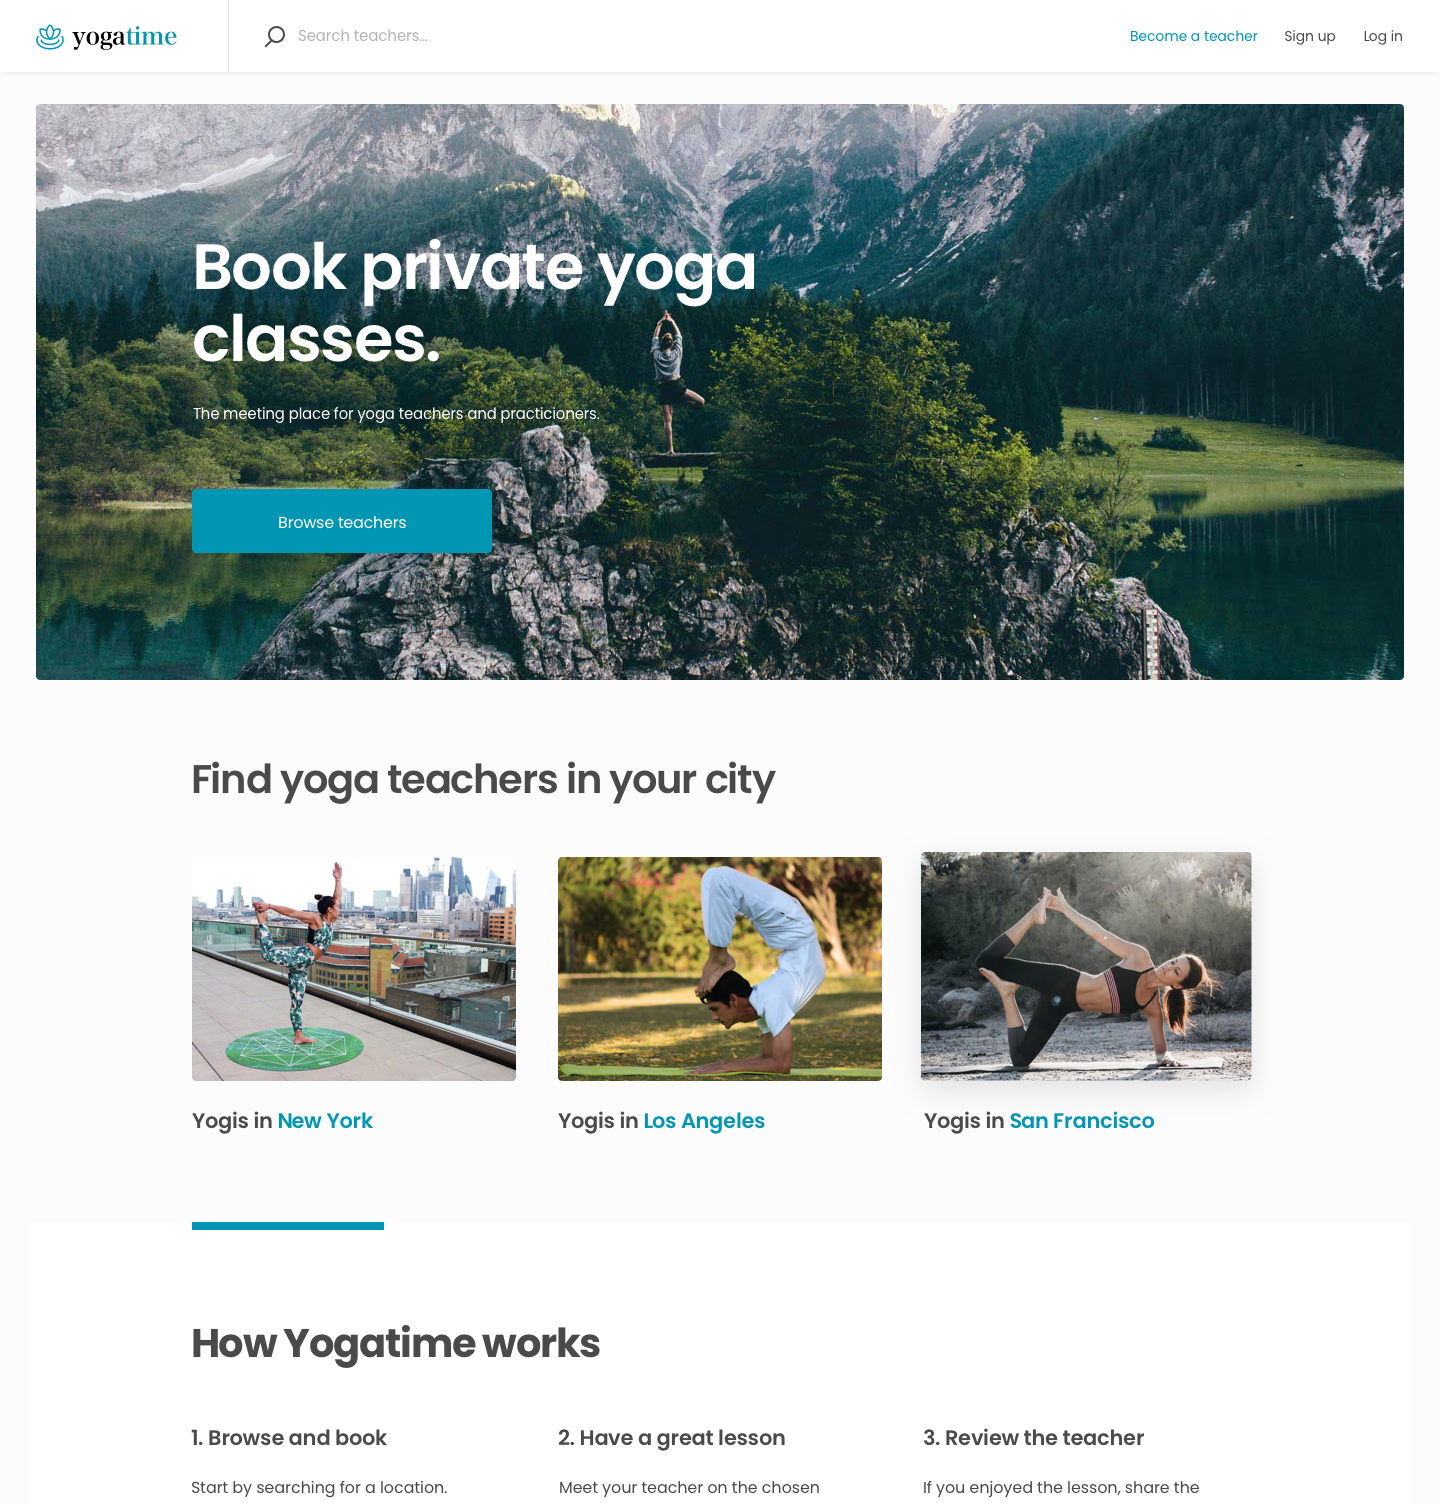 yogatime
Search teachers...
Become a teacher
Sign up
Log in
Book private yoga
classes.
The meeting place for yoga teachers and practicioners.
Browse teachers
Find yoga teachers in your city
Yogis in New York
Yogis in Los Angeles
Yogis in San Francisco
How Yogatime works
1. Browse and book
Start by searching for a location.
2. Have a great lesson
Meet your teacher on the chosen
3. Review the teacher
If you enjoyed the lesson, share the